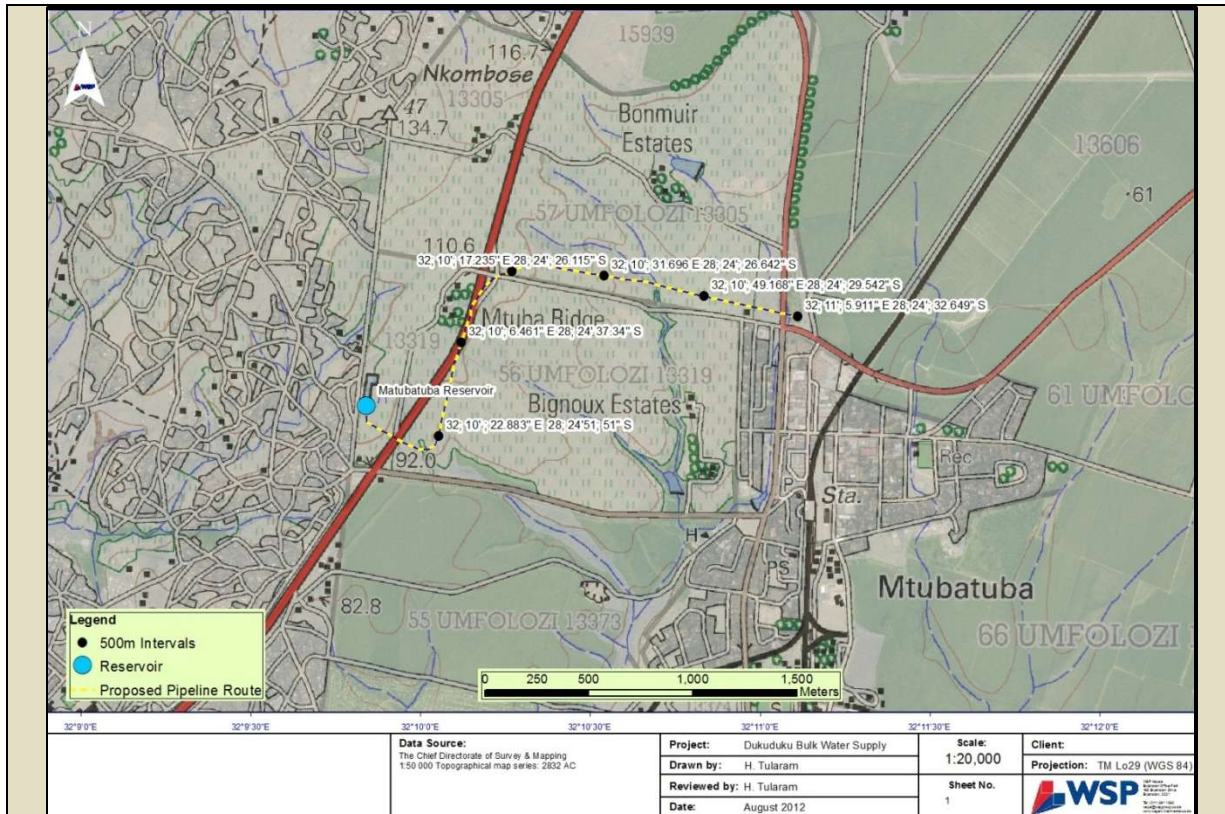 N
WSP
15939
116.7
Nkombose
13305
47
134.7
Bonmuir
Estates
13606
61
57 UMFOLOZI 13305
110.6
32; 10'; 17.235" E 28; 24'; 26.115" S
32; 10'; 31.696 E 28; 24'; 26.642" S
32; 10'; 49.168" E 28; 24'; 29.542" S
32; 11'; 5.911" E 28; 24'; 32.649" S
Mtuba Ridge
32; 10'; 6.461" E 28; 24' 37.34" S
13319
56 UMFOLOZI 13319
Matubatuba Reservoir
Bignoux Estates
61 UMFOLO
32; 10' ; 22.883" E 28; 24'51; 51" S
92.0
Rec
P
Sta.
H
PS
Mtubatuba
82.8
55 UMFOLOZI 13373
66 UMFOLOZI 1
Legend
500m Intervals
Reservoir
Proposed Pipeline Route
0 250 500 1,000 1,500
Meters
S
32°9'0"E 32°9'30"E 32°10'0"E 32°10'30"E 32°11'0"E 32°11'30"E 32°12'0"E
Data Source:
The Chief Directorate of Survey & Mapping
1:50 000 Topographical map series: 2832 AC
Project: Dukuduku Bulk Water Supply
Drawn by: H. Tularam
Reviewed by: H. Tularam
Date: August 2012
Scale:
1:20,000
Sheet No.
1
Client:
Projection: TM Lo29 (WGS 84)
WSP